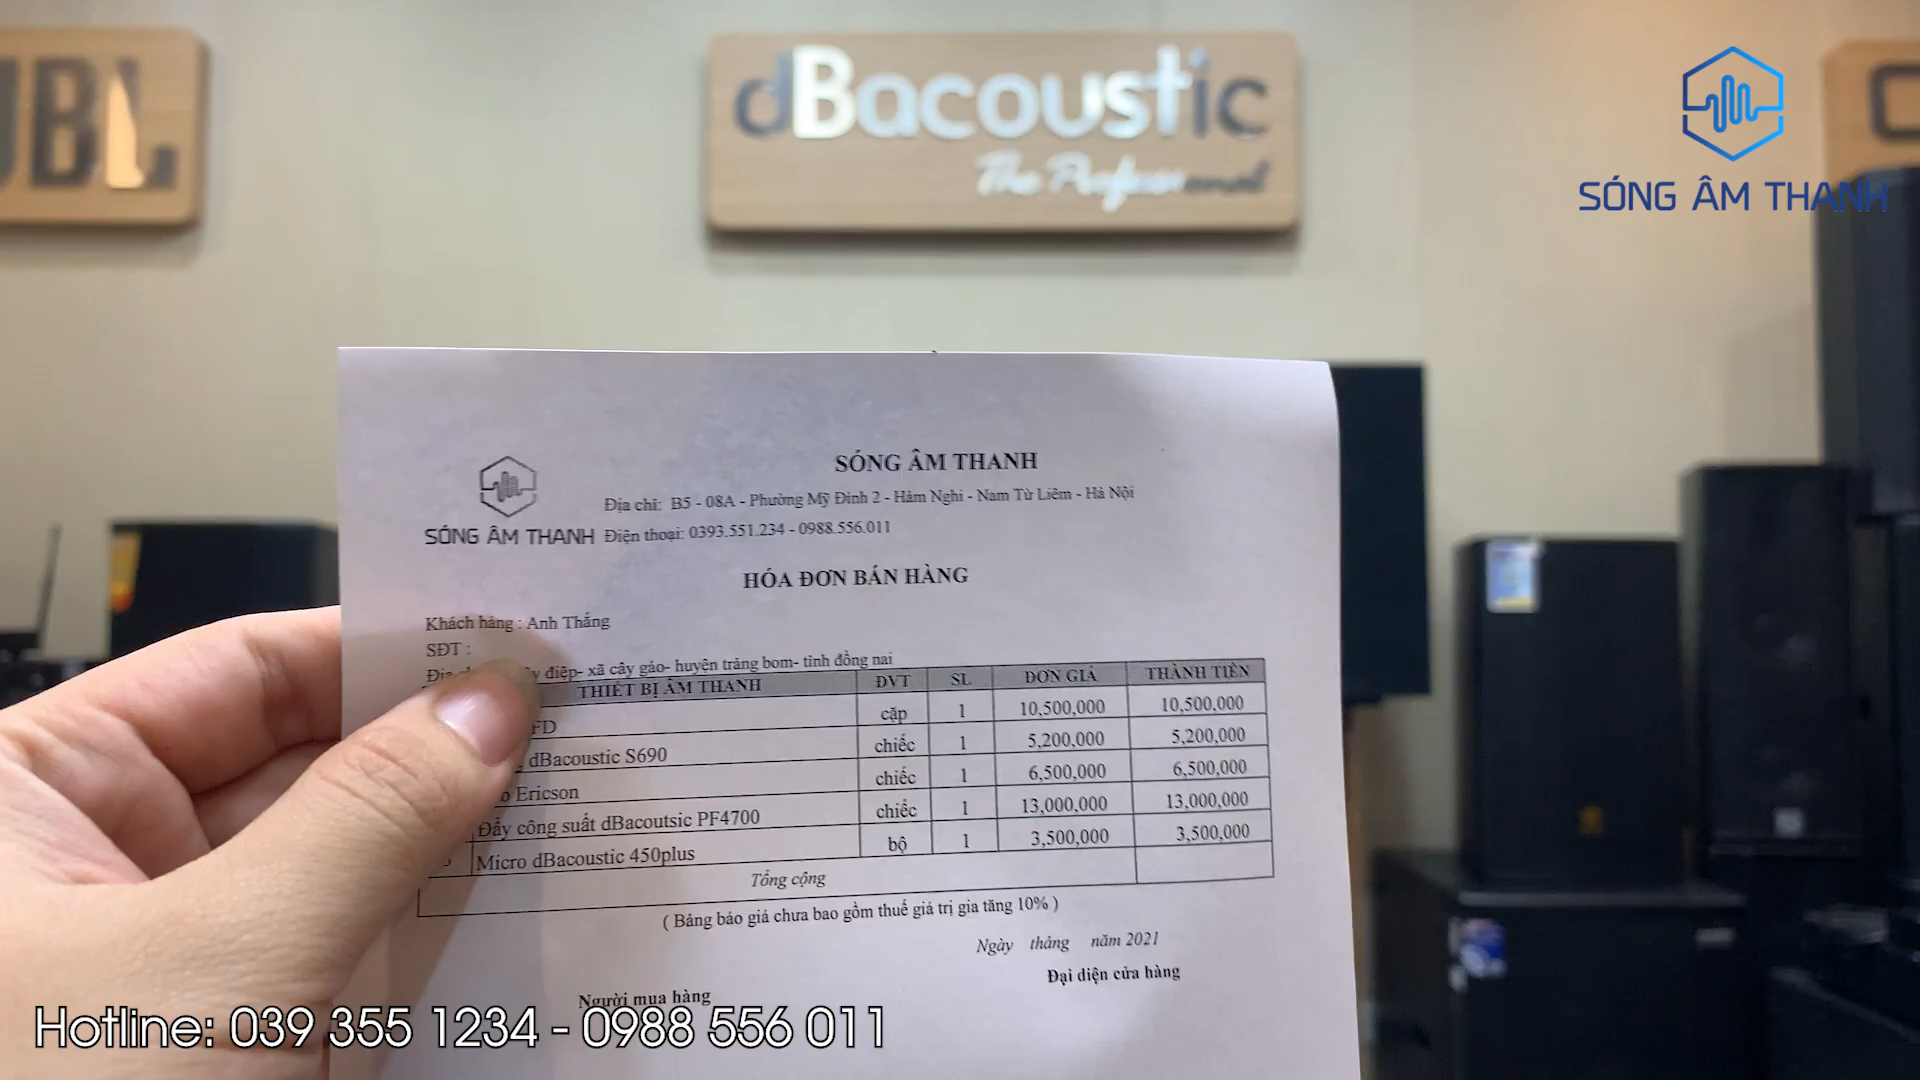 JBL
dBacoustic
The Professional
SÓNG ÂM THANH
SÓNG ÂM THANH
Địa chỉ: B5 - 08A - Phường Mỹ Đình 2 - Hàm Nghi - Nam Từ Liêm - Hà Nội
SÓNG ÂM THANH Điện thoại: 0393.551.234 - 0988.556.011
HÓA ĐƠN BÁN HÀNG
Khách hàng : Anh Thắng
SĐT :
điệp- xã cây gáo- huyện trảng bom- tỉnh đồng nai
THIẾT BỊ ÂM THANH ĐVT SL ĐƠN GIÁ THÀNH TIỀN
FD cặp 1 10,500,000 10,500,000
dBacoustic S690 chiếc 1 5,200,000 5,200,000
Ericson chiếc 1 6,500,000 6,500,000
Đẩy công suất dBacoutsic PF4700 chiếc 1 13,000,000 13,000,000
Micro dBacoustic 450plus bộ 1 3,500,000 3,500,000
Tổng cộng
( Bảng báo giá chưa bao gồm thuế giá trị gia tăng 10% )
Ngày tháng năm 2021
Đại diện cửa hàng
Người mua hàng
Hotline: 039 355 1234 - 0988 556 011